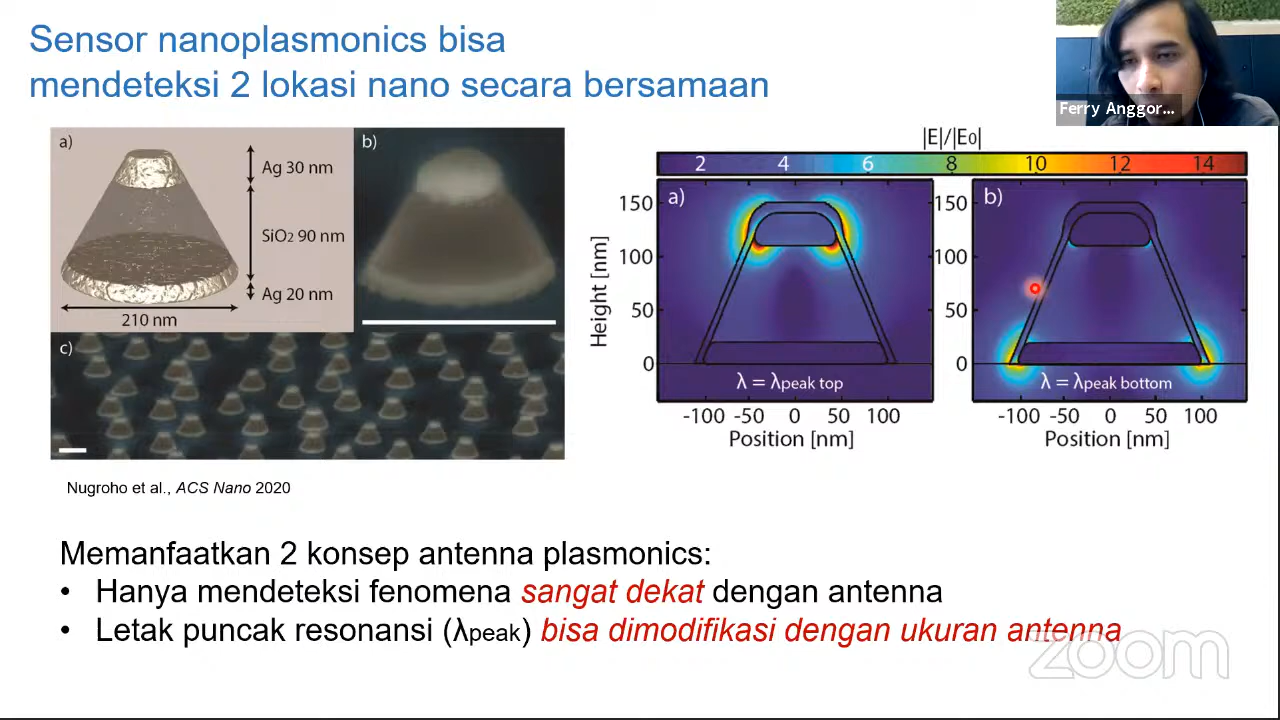 Sensor nanoplasmonics bisa
mendeteksi 2 lokasi nano secara bersamaan
Ferry Anggor...
a)
Ag 30 nm
SiO2 90 nm
Ag 20 nm
210 nm
b)
c)
|E|/|E0|
2 4 6 8 10 12 14
Height [nm]
150
100
50
0
a)
λ = λpeak top
-100 -50 0 50 100
Position [nm]
150
100
50
0
b)
λ = λpeak bottom
-100 -50 0 50 100
Position [nm]
Nugroho et al., ACS Nano 2020
Memanfaatkan 2 konsep antenna plasmonics:
• Hanya mendeteksi fenomena sangat dekat dengan antenna
• Letak puncak resonansi (λpeak) bisa dimodifikasi dengan ukuran antenna
zoom